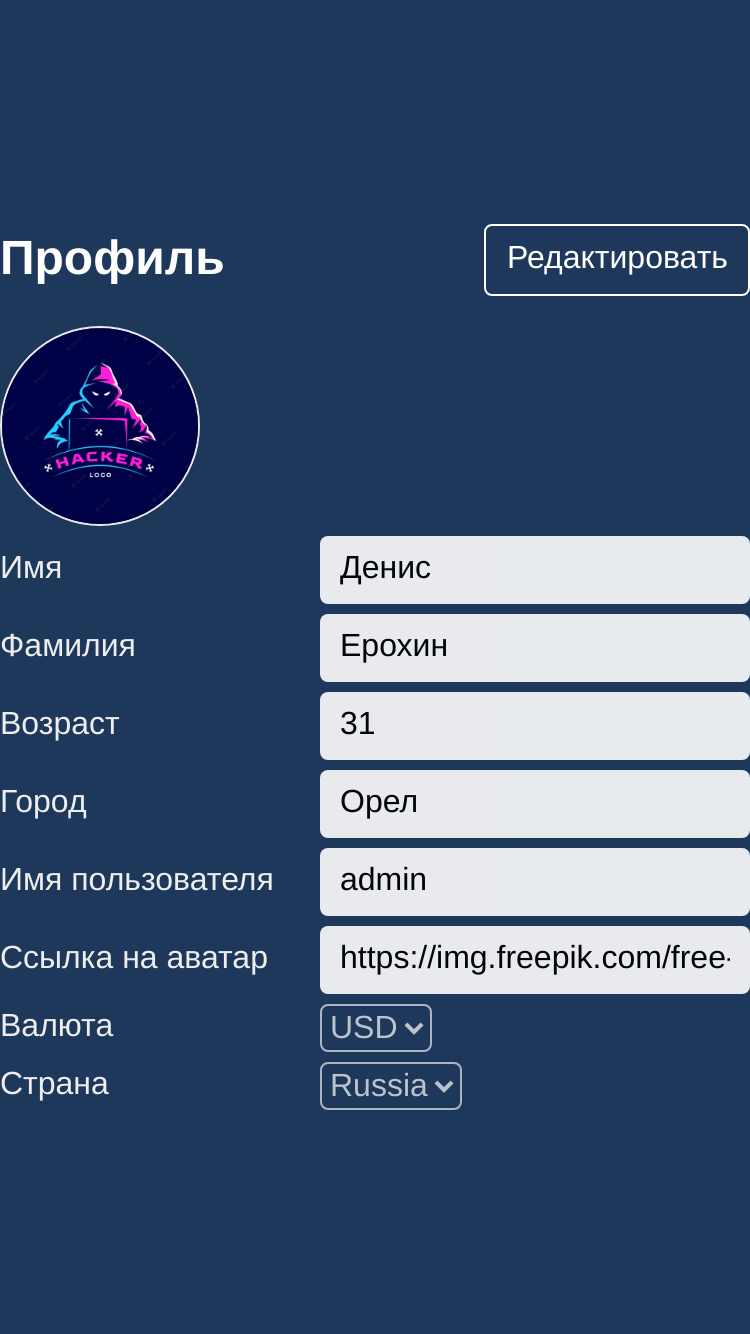 Профиль
Редактировать
HACKER
LOGO
Имя
Денис
Фамилия
Ерохин
Возраст
31
Город
Орел
Имя пользователя
admin
Ссылка на аватар
https://img.freepik.com/free-
Валюта
USD
Страна
Russia